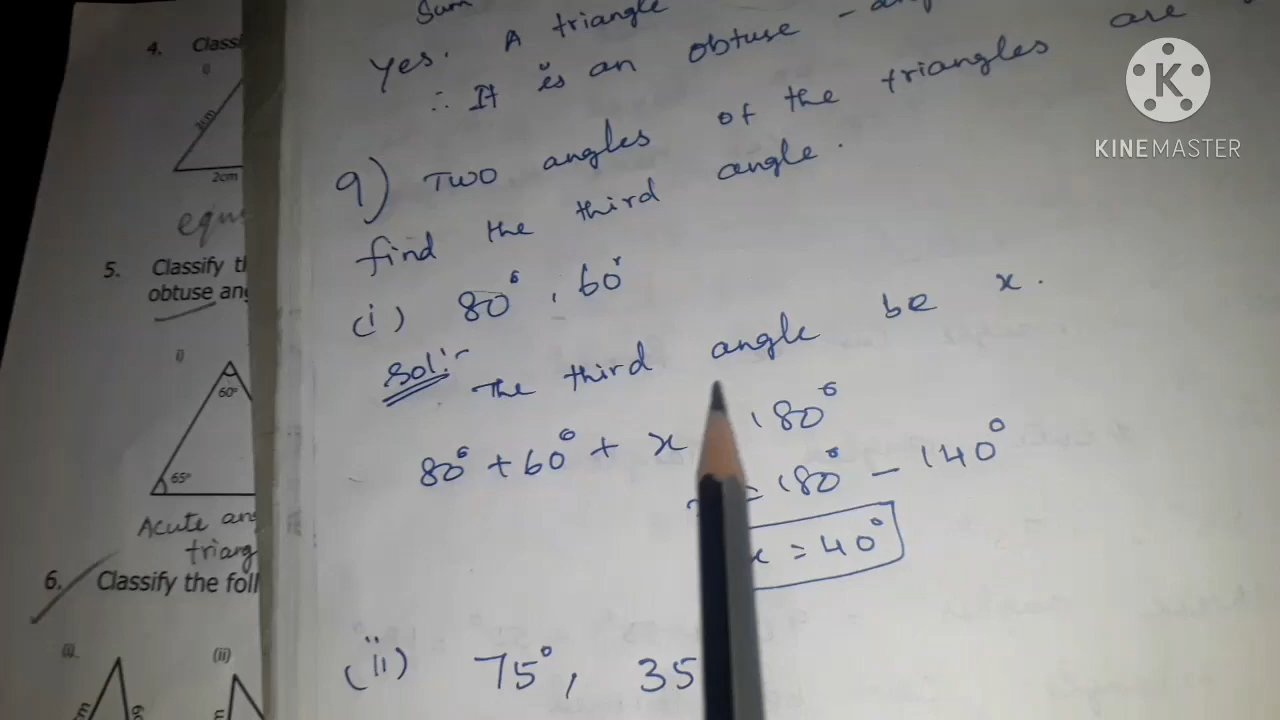 4. Classi
i)
3cm
2cm
5. Classify t
obtuse an
i)
60°
65°
Acute an
triang
6. Classify the foll
(i)
(ii)
Sum
Yes. A triangle
∴ It is an obtuse -
9) Two angles of the triangles are
find the third angle.
(i) 80°, 60°
Sol:-
The third angle be x.
80° + 60° + x 180°
= 180° - 140°
x = 40°
(ii) 75°, 35
K
KINEMASTER